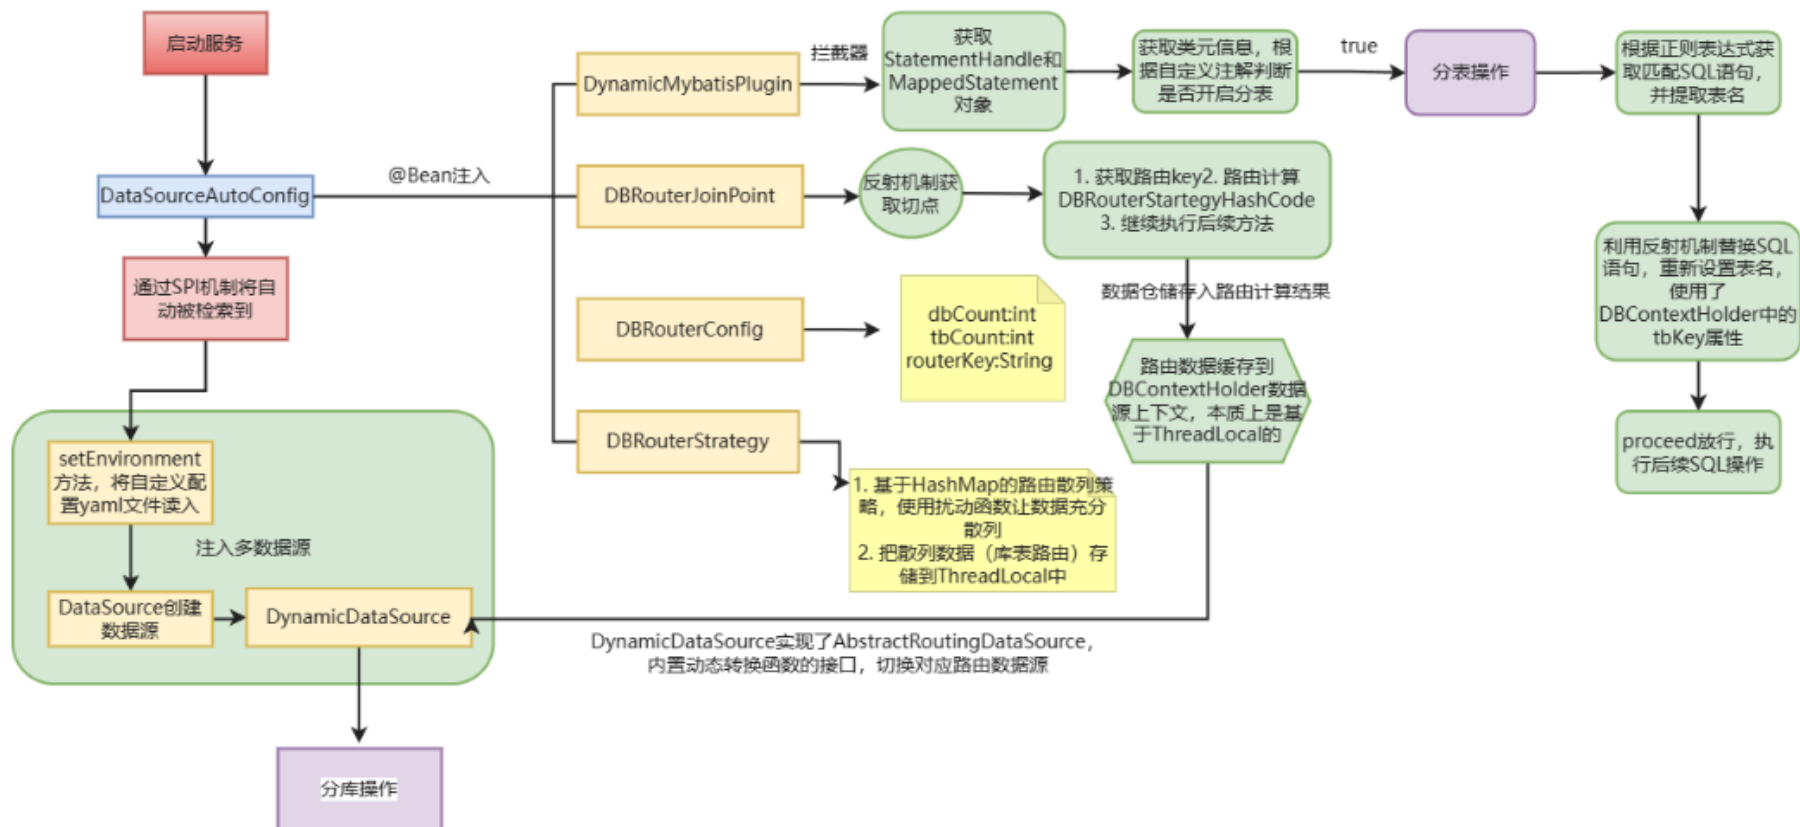 启动服务
DataSourceAutoConfig
@Bean注入
通过SPI机制将自
动被检索到
setEnvironment
方法，将自定义配
置yaml文件读入
注入多数据源
DataSource创建
数据源
DynamicDataSource
分库操作
DynamicMybatisPlugin
拦截器
获取
StatementHandle和
MappedStatement
对象
获取类元信息，根
据自定义注解判断
是否开启分表
true
分表操作
根据正则表达式获
取匹配SQL语句，
并提取表名
利用反射机制替换SQL
语句，重新设置表名，
使用了
DBContextHolder中的
tbKey属性
proceed放行，执
行后续SQL操作
DBRouterJoinPoint
反射机制获
取切点
1. 获取路由key2. 路由计算
DBRouterStartegyHashCode
3. 继续执行后续方法
数据仓储存入路由计算结果
路由数据缓存到
DBContextHolder数据
源上下文，本质上是基
于ThreadLocal的
DBRouterConfig
dbCount:int
tbCount:int
routerKey:String
DBRouterStrategy
1. 基于HashMap的路由散列策
略，使用扰动函数让数据充分
散列
2. 把散列数据（库表路由）存
储到ThreadLocal中
DynamicDataSource实现了AbstractRoutingDataSource，
内置动态转换函数的接口，切换对应路由数据源